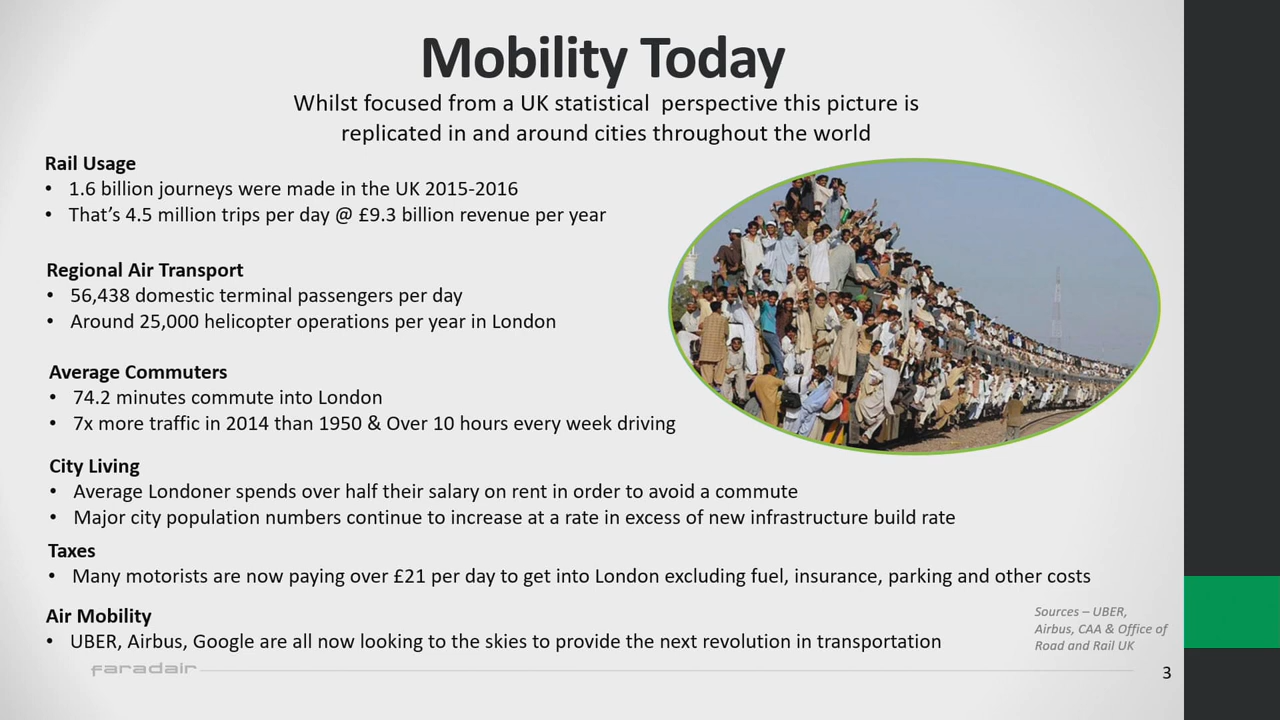 Mobility Today
Whilst focused from a UK statistical perspective this picture is
replicated in and around cities throughout the world
Rail Usage
• 1.6 billion journeys were made in the UK 2015-2016
• That’s 4.5 million trips per day @ £9.3 billion revenue per year
Regional Air Transport
• 56,438 domestic terminal passengers per day
• Around 25,000 helicopter operations per year in London
Average Commuters
• 74.2 minutes commute into London
• 7x more traffic in 2014 than 1950 & Over 10 hours every week driving
City Living
• Average Londoner spends over half their salary on rent in order to avoid a commute
• Major city population numbers continue to increase at a rate in excess of new infrastructure build rate
Taxes
• Many motorists are now paying over £21 per day to get into London excluding fuel, insurance, parking and other costs
Air Mobility
• UBER, Airbus, Google are all now looking to the skies to provide the next revolution in transportation
Sources – UBER,
Airbus, CAA & Office of
Road and Rail UK
faradair
3